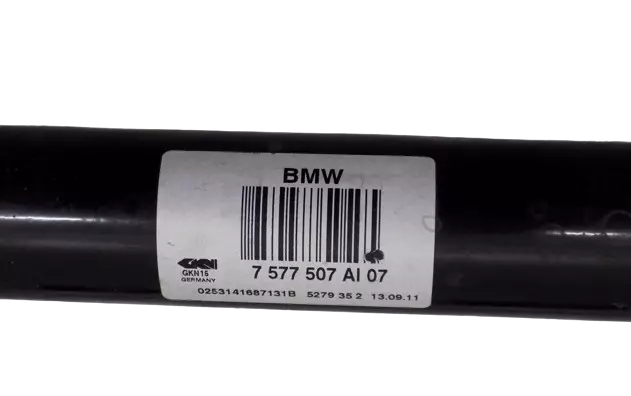 BMW
7 577 507 AI 07
GKN
GKN15
GERMANY
0253141687131B 5279 35 2 13.09.11